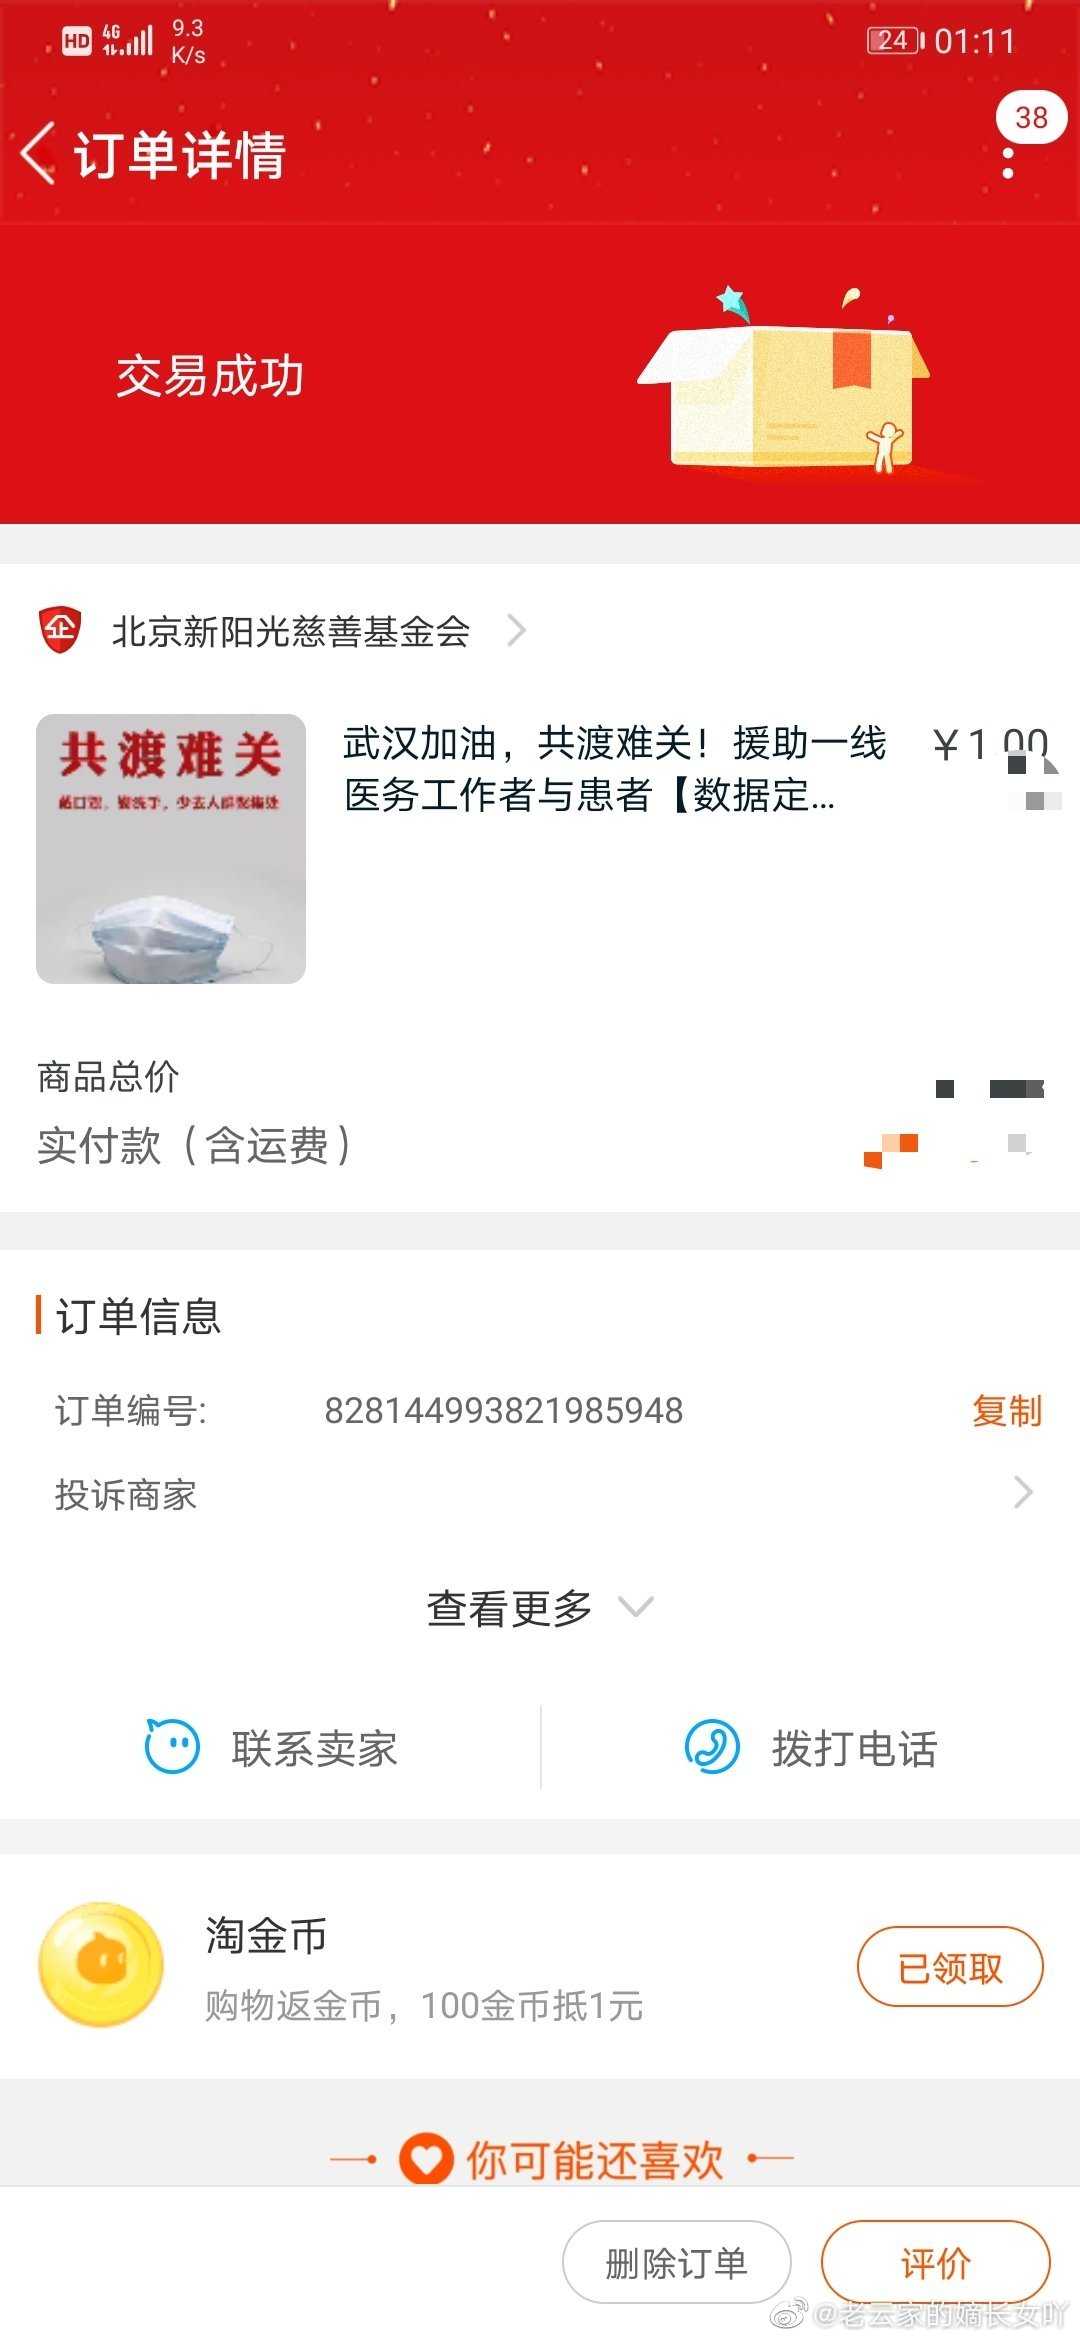 HD 4G 9.3 K/s 24 01:11
38
订单详情
交易成功
企 北京新阳光慈善基金会
共渡难关
戴口罩，勤洗手，少去人群密集处
武汉加油，共渡难关！援助一线 ¥1.00
医务工作者与患者【数据定...
商品总价
实付款（含运费）
订单信息
订单编号: 828144993821985948 复制
投诉商家
查看更多
联系卖家 拨打电话
淘金币
购物返金币，100金币抵1元
已领取
你可能还喜欢
删除订单 评价
@老云家的嫡长女吖